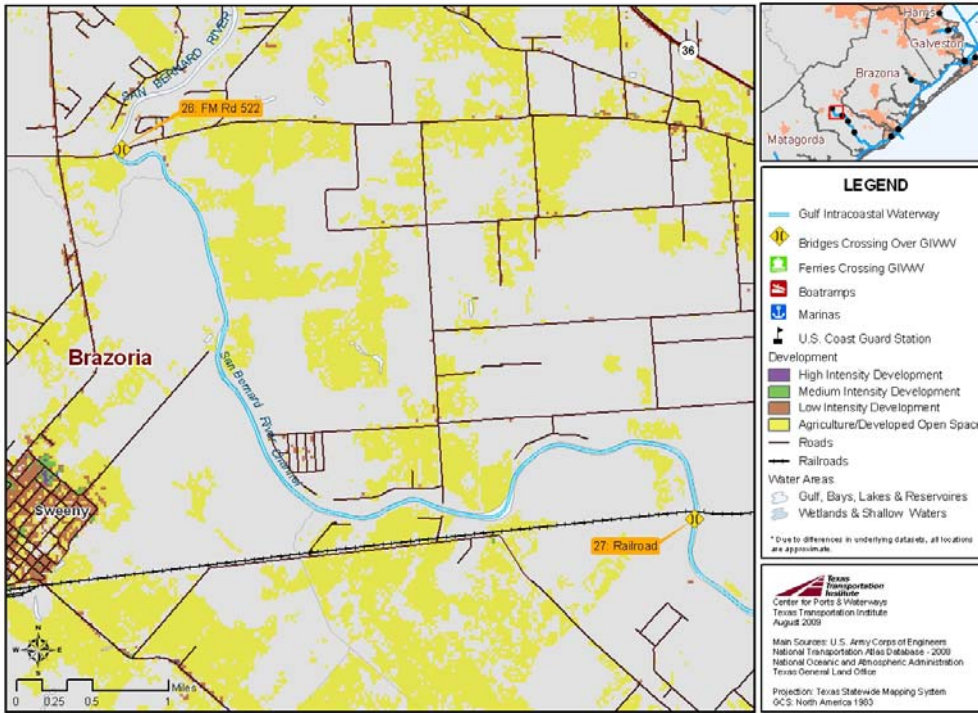 SAN BERNARD RIVER
26: FM Rd 522
36
Brazoria
San Bernard River Channel
Sweeny
27: Railroad
N
W
E
S
0 0.25 0.5 1
Miles
Harris
Galveston
Brazoria
Matagorda
LEGEND
Gulf Intracoastal Waterway
Bridges Crossing Over GIWW
Ferries Crossing GIWW
Boatramps
Marinas
U.S. Coast Guard Station
Development
High Intensity Development
Medium Intensity Development
Low Intensity Development
Agriculture/Developed Open Space
Roads
Railroads
Water Areas
Gulf, Bays, Lakes & Reservoires
Wetlands & Shallow Waters
* Due to differences in underlying datasets, all locations
are approximate.
Texas
Transportation
Institute
Center for Ports & Waterways
Texas Transportation Institute
August 2009
Main Sources: U.S. Army Corps of Engineers
National Transportation Atlas Database - 2008
National Oceanic and Atmospheric Administration
Texas General Land Office
Projection: Texas Statewide Mapping System
GCS: North America 1983